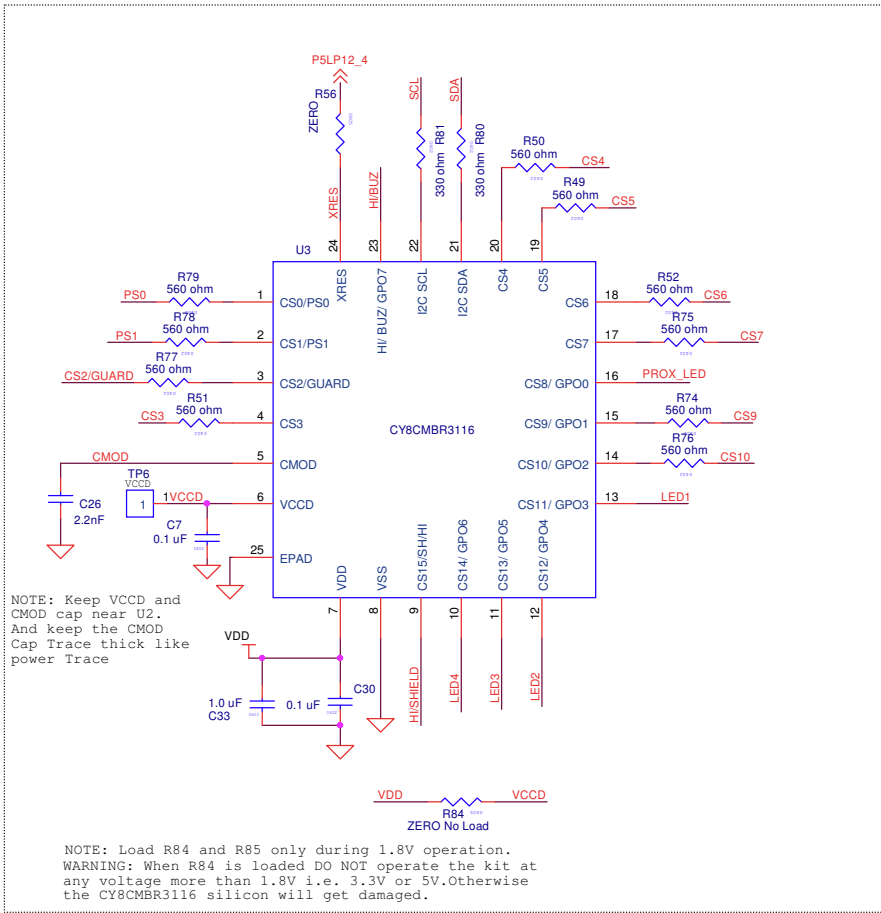 P5LP12_4
R56
ZERO
XRES
HI/BUZ
SCL
330 ohm R81
SDA
330 ohm R80
R50
560 ohm
CS4
R49
560 ohm
CS5
U3
24
23
22
21
20
19
XRES
HI/ BUZ/ GPO7
I2C SCL
I2C SDA
CS4
CS5
PS0
R79
560 ohm
1
CS0/PS0
PS1
R78
560 ohm
2
CS1/PS1
CS2/GUARD
R77
560 ohm
3
CS2/GUARD
CS3
R51
560 ohm
4
CS3
CMOD
5
CMOD
C26
2.2nF
TP6
VCCD
1
1
VCCD
6
VCCD
C7
0.1 uF
25
EPAD
CY8CMBR3116
CS6
18
R52
560 ohm
CS6
CS7
17
R75
560 ohm
CS7
CS8/ GPO0
16
PROX_LED
CS9/ GPO1
15
R74
560 ohm
CS9
CS10/ GPO2
14
R76
560 ohm
CS10
CS11/ GPO3
13
LED1
VDD
VSS
CS15/SH/HI
CS14/ GPO6
CS13/ GPO5
CS12/ GPO4
7
8
9
10
11
12
HI/SHIELD
LED4
LED3
LED2
NOTE: Keep VCCD and
CMOD cap near U2.
And keep the CMOD
Cap Trace thick like
power Trace
VDD
1.0 uF
C33
0.1 uF
C30
VDD
VCCD
R84
ZERO No Load
NOTE: Load R84 and R85 only during 1.8V operation.
WARNING: When R84 is loaded DO NOT operate the kit at
any voltage more than 1.8V i.e. 3.3V or 5V.Otherwise
the CY8CMBR3116 silicon will get damaged.